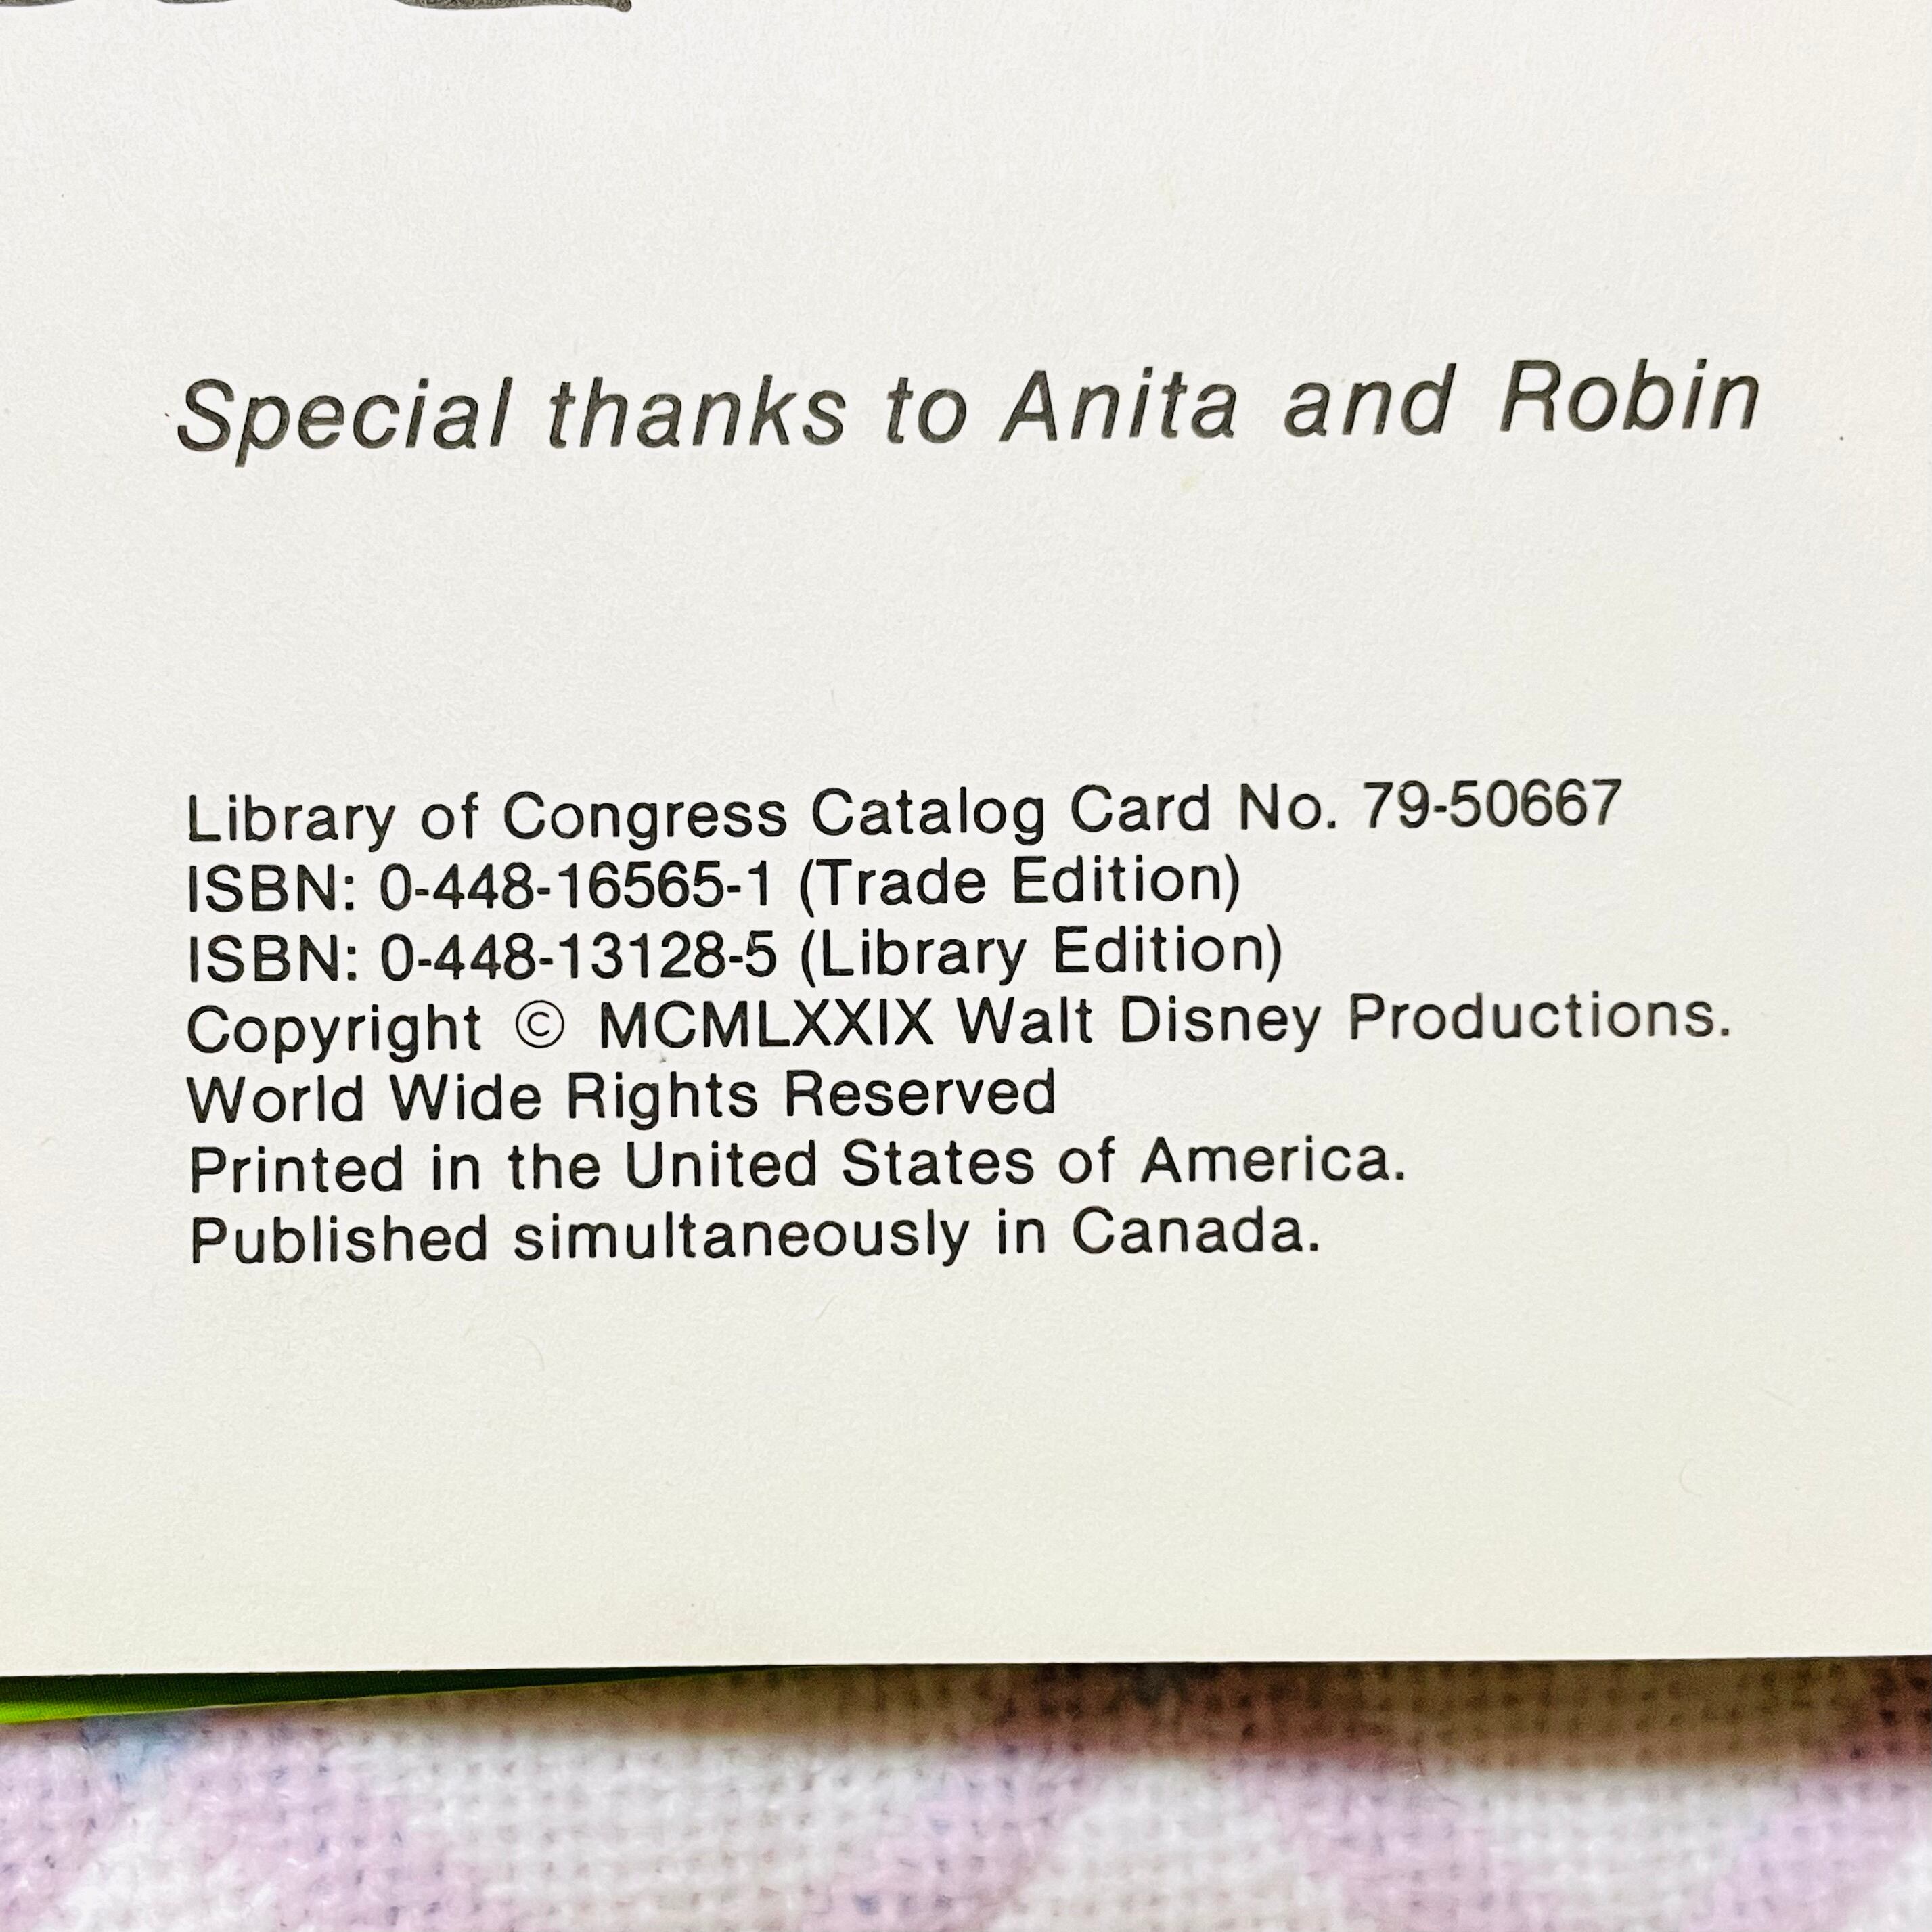 Special thanks to Anita and Robin
Library of Congress Catalog Card No. 79-50667
ISBN: 0-448-16565-1 (Trade Edition)
ISBN: 0-448-13128-5 (Library Edition)
Copyright © MCMLXXIX Walt Disney Productions.
World Wide Rights Reserved
Printed in the United States of America.
Published simultaneously in Canada.